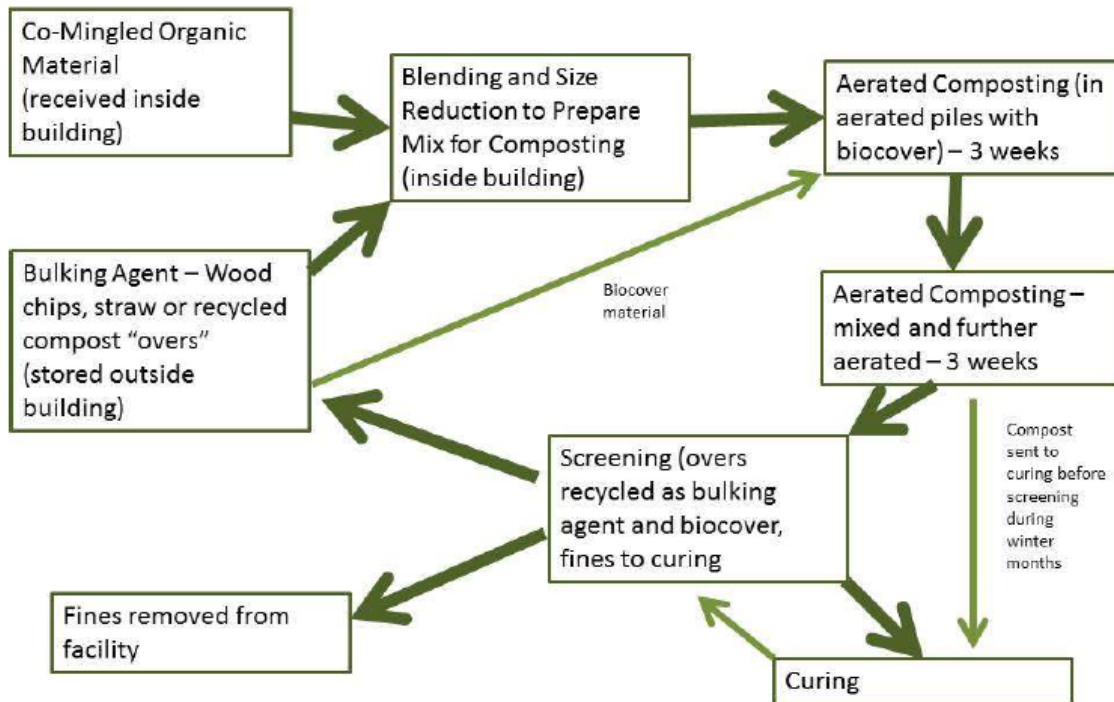 Co-Mingled Organic
Material
(received inside
building)
Blending and Size
Reduction to Prepare
Mix for Composting
(inside building)
Aerated Composting (in
aerated piles with
biocover) – 3 weeks
Bulking Agent – Wood
chips, straw or recycled
compost “overs”
(stored outside
building)
Biocover
material
Aerated Composting –
mixed and further
aerated – 3 weeks
Screening (overs
recycled as bulking
agent and biocover,
fines to curing
Compost
sent to
curing before
screening
during
winter
months
Fines removed from
facility
Curing